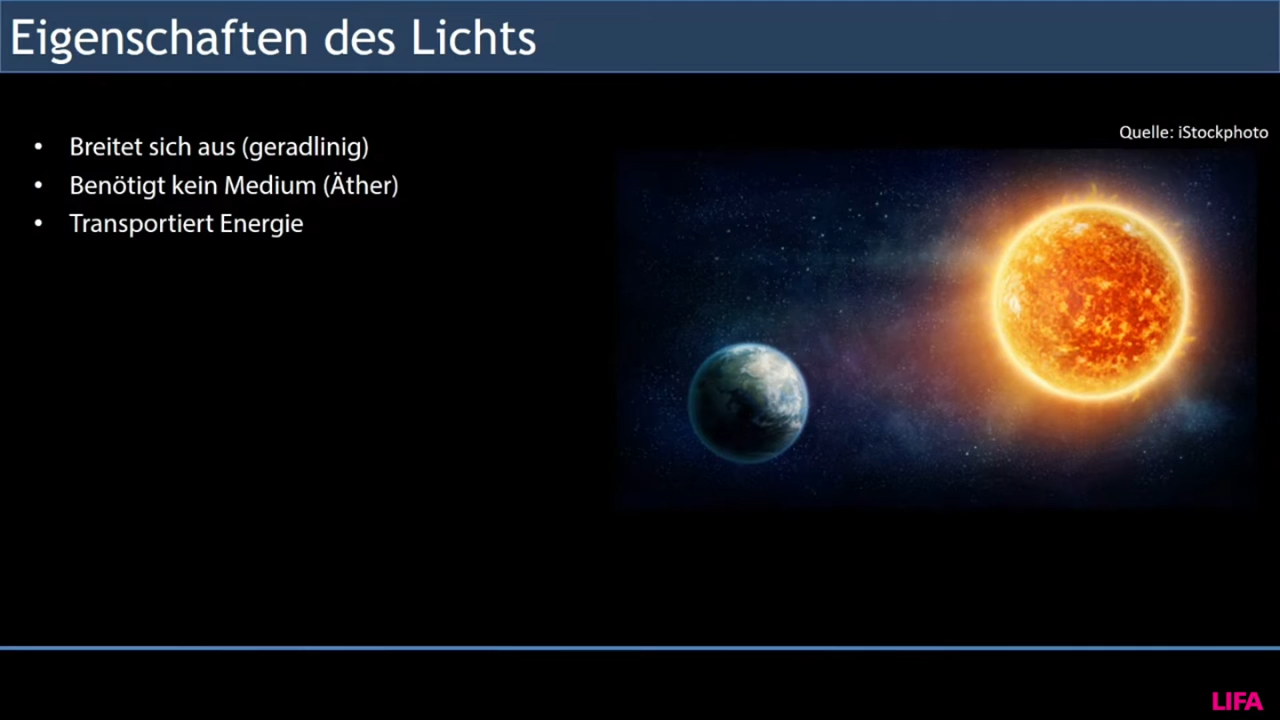 Eigenschaften des Lichts
• Breitet sich aus (geradlinig)
• Benötigt kein Medium (Äther)
• Transportiert Energie
Quelle: iStockphoto
LIFA